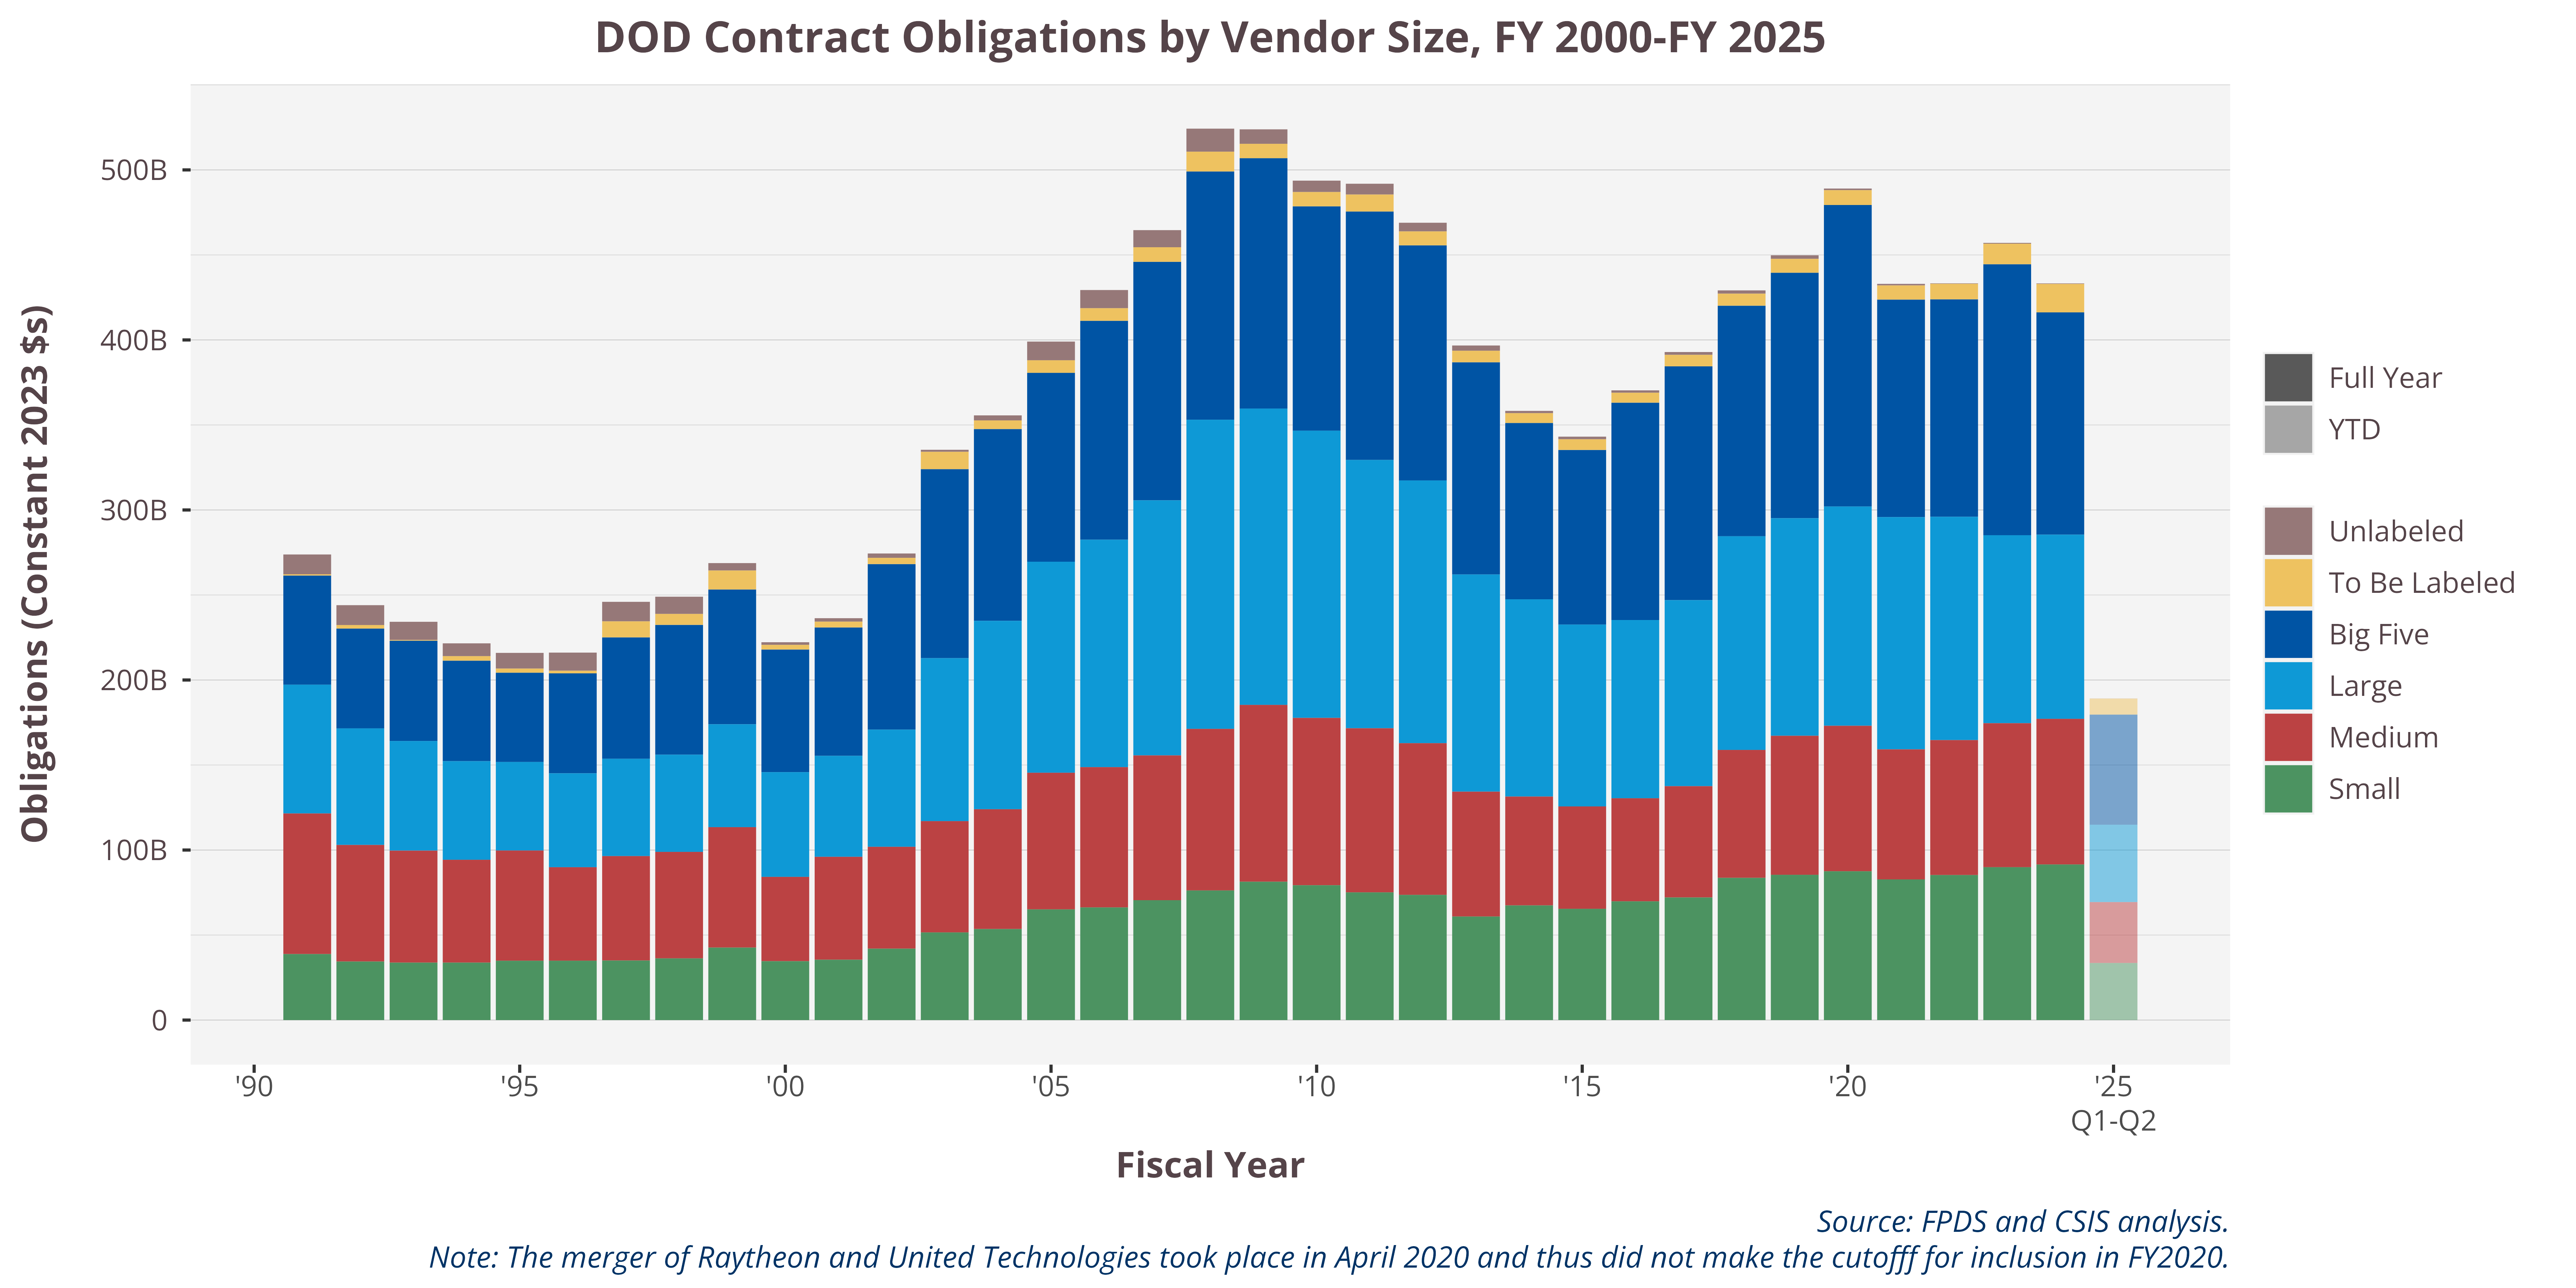 DOD Contract Obligations by Vendor Size, FY 2000-FY 2025
Obligations (Constant 2023 $s)
500B
400B
300B
200B
100B
0
'90
'95
'00
'05
'10
'15
'20
'25
Q1-Q2
Fiscal Year
Full Year
YTD
Unlabeled
To Be Labeled
Big Five
Large
Medium
Small
Source: FPDS and CSIS analysis.
Note: The merger of Raytheon and United Technologies took place in April 2020 and thus did not make the cutofff for inclusion in FY2020.